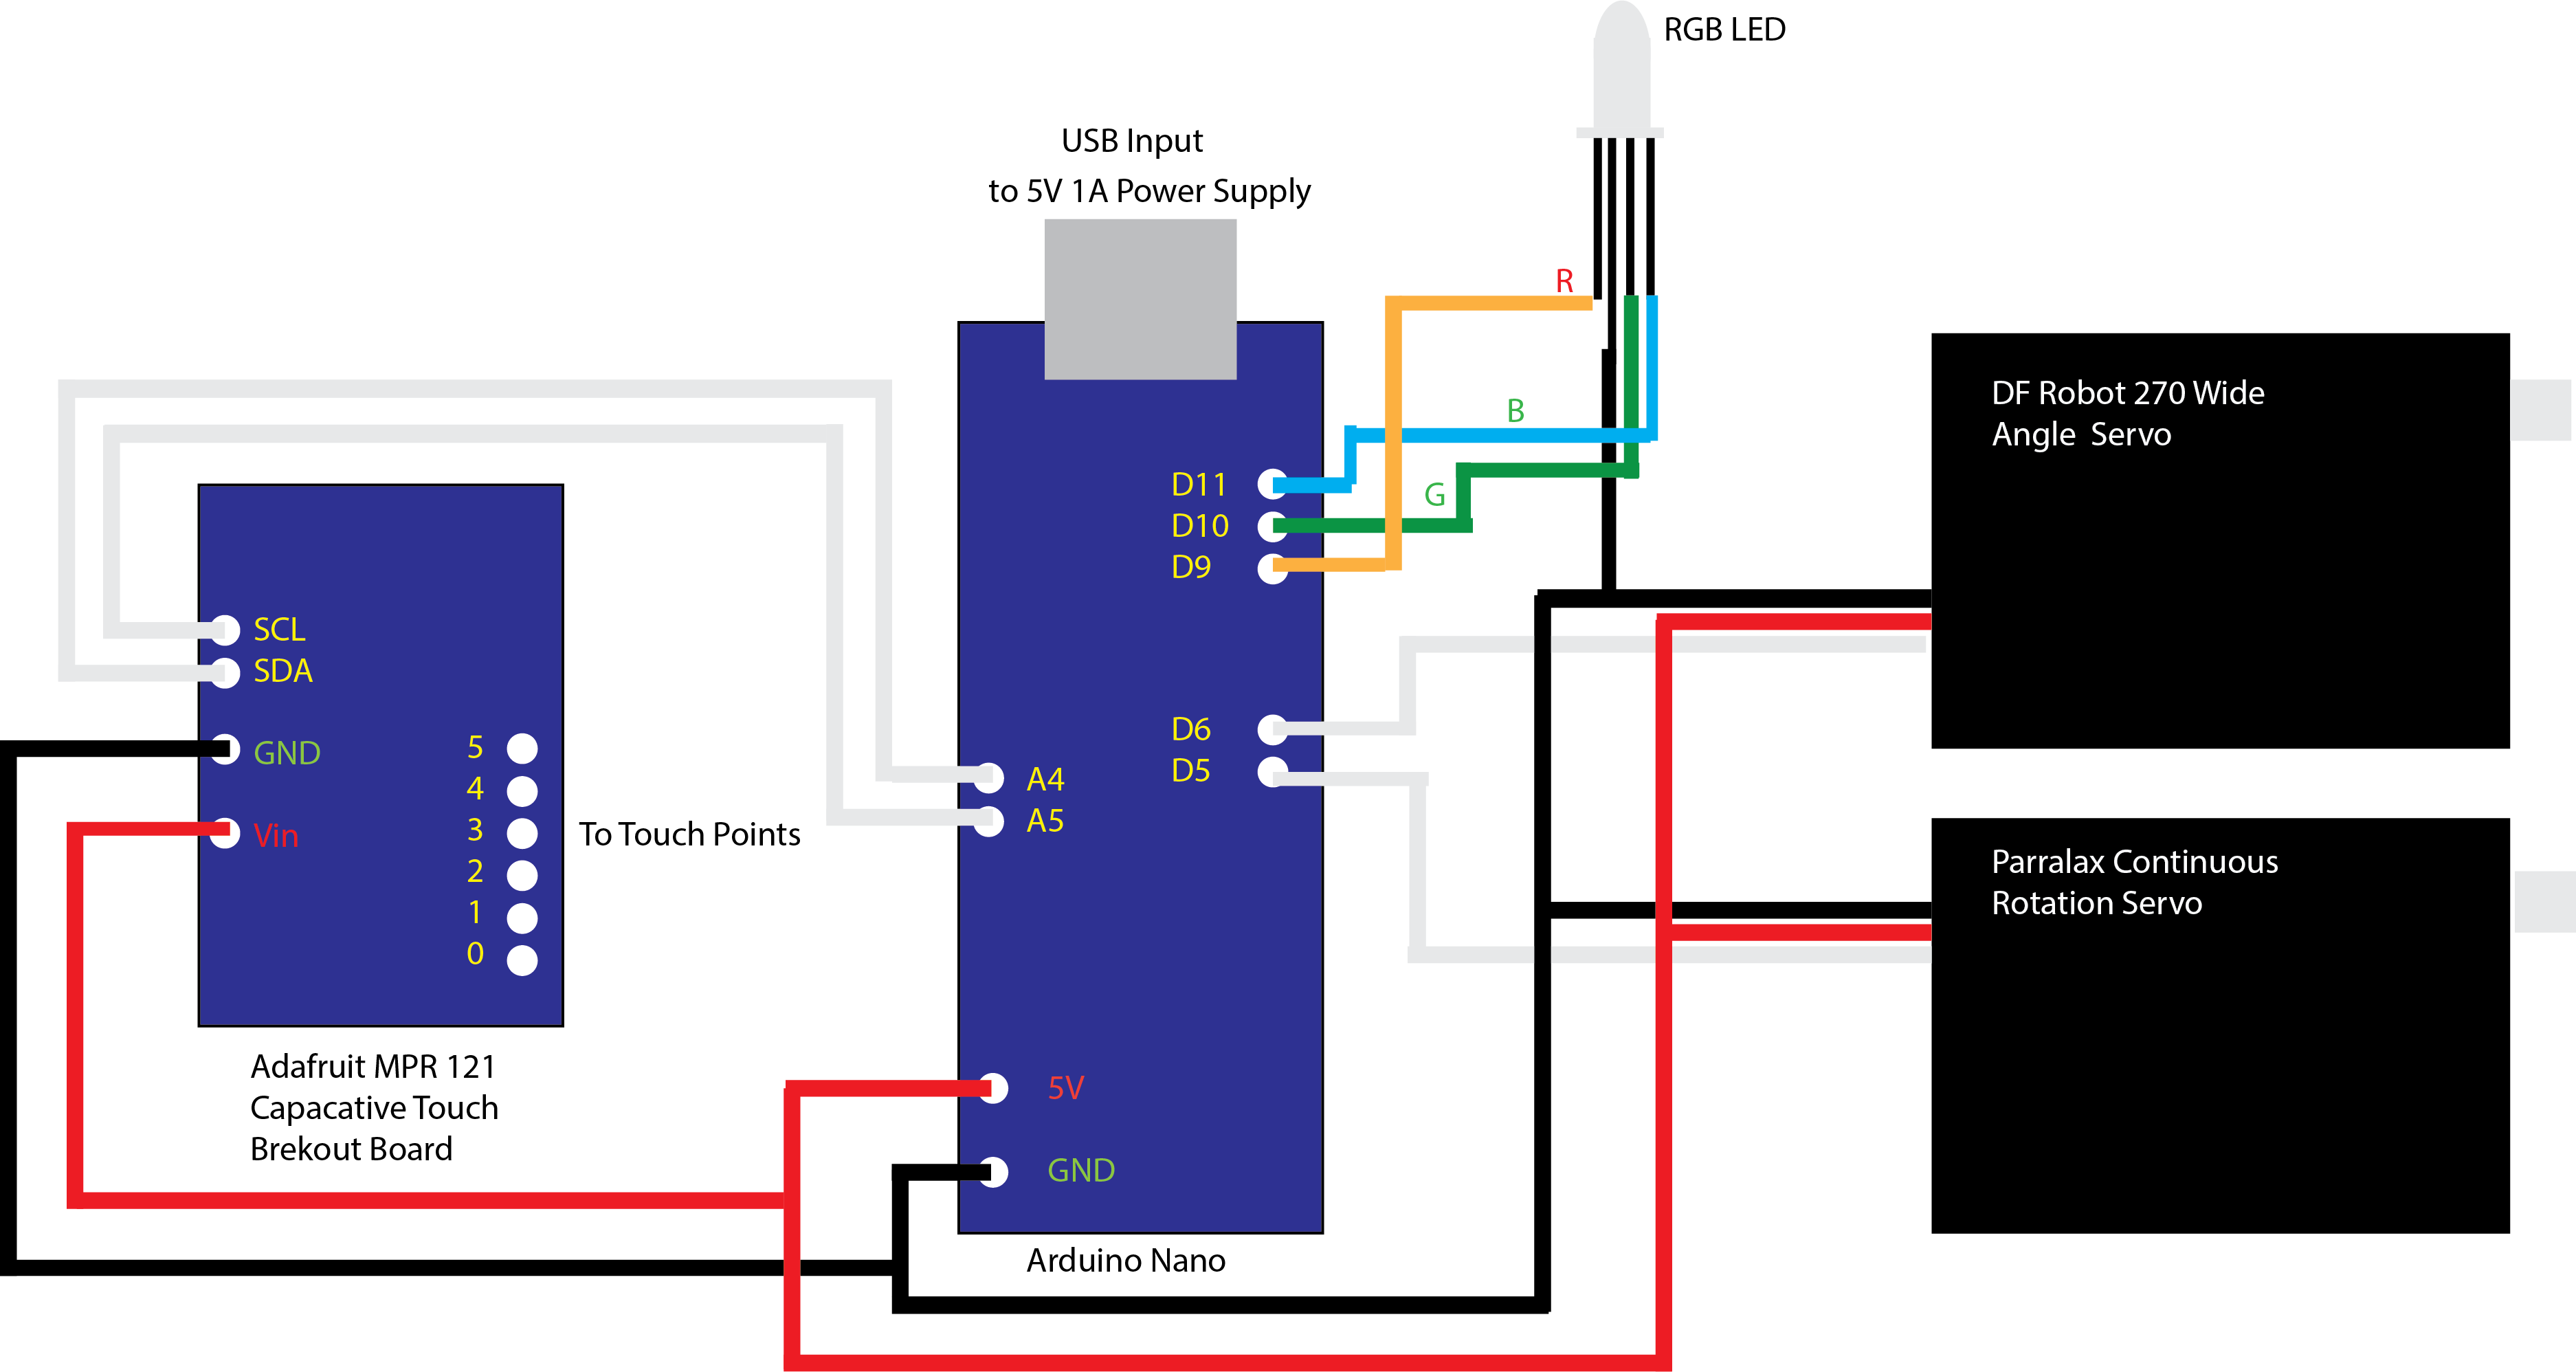 RGB LED
USB Input
to 5V 1A Power Supply
R
B
G
D11
D10
D9
DF Robot 270 Wide
Angle  Servo
SCL
SDA
GND
Vin
5
4
3
2
1
0
To Touch Points
A4
A5
D6
D5
Parralax Continuous
Rotation Servo
5V
GND
Adafruit MPR 121
Capacative Touch
Brekout Board
Arduino Nano